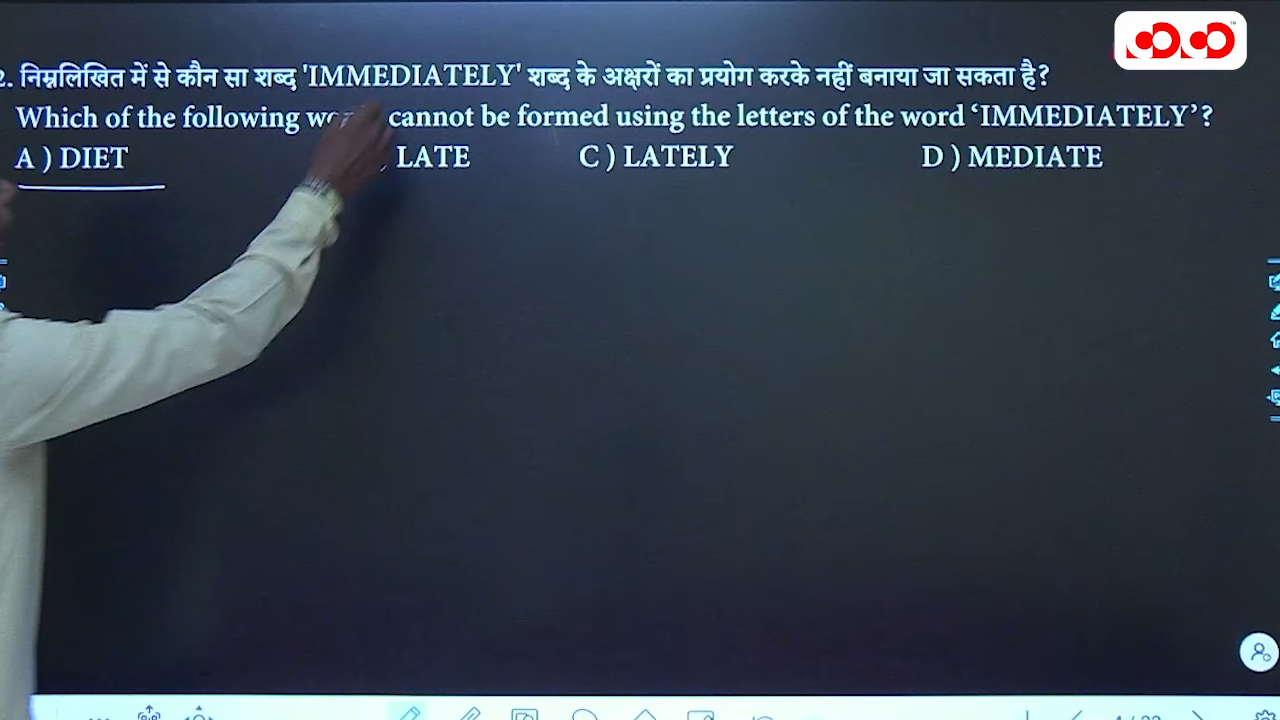 2. निम्नलिखित में से कौन सा शब्द 'IMMEDIATELY' शब्द के अक्षरों का प्रयोग करके नहीं बनाया जा सकता है?
Which of the following cannot be formed using the letters of the word ‘IMMEDIATELY’ ?
A ) DIET LATE C ) LATELY D ) MEDIATE